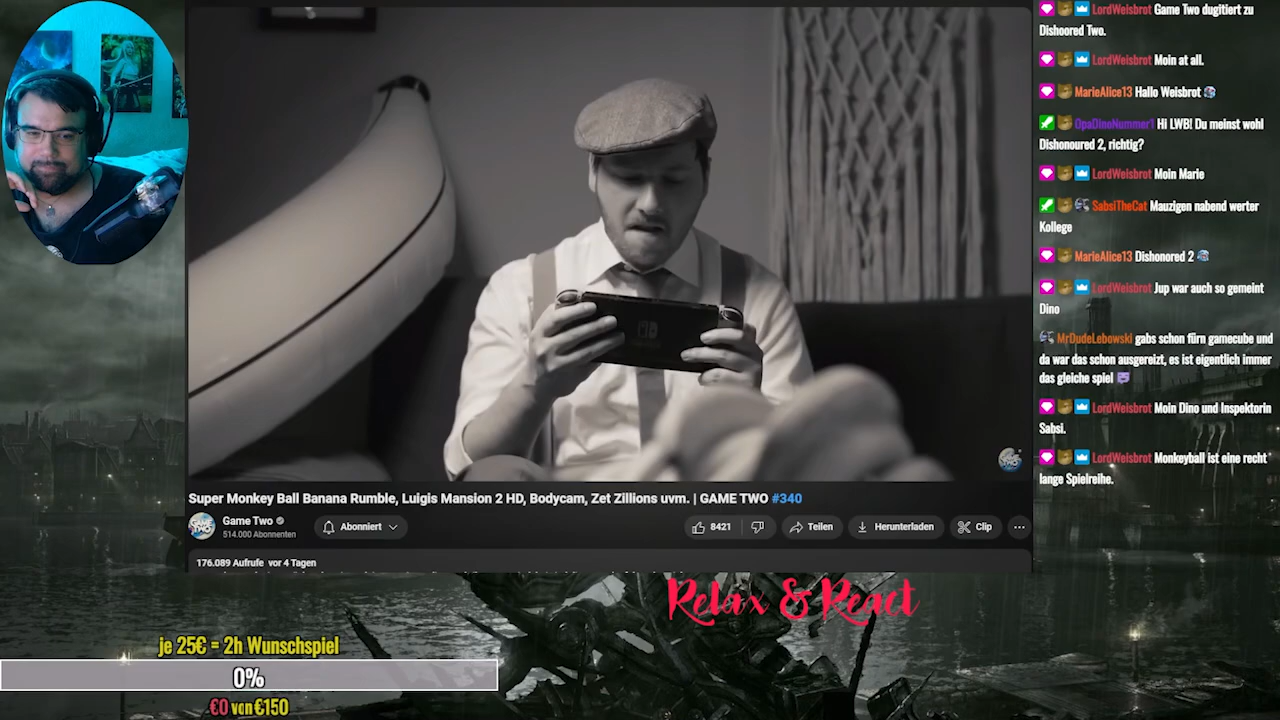 LordWeisbrot Game Two dugitiert zu
Dishoored Two.
LordWeisbrot Moin at all.
MarieAlice13 Hallo Weisbrot
OpaDinoNummer1 Hi LWB! Du meinst wohl
Dishonoured 2, richtig?
LordWeisbrot Moin Marie
SabsiTheCat Mauzigen nabend werter
Kollege
MarieAlice13 Dishonored 2
LordWeisbrot Jup war auch so gemeint
Dino
MrDudeLebowski gabs schon fürn gamecube und
da war das schon ausgereizt, es ist eigentlich immer
das gleiche spiel
LordWeisbrot Moin Dino und Inspektorin
Sabsi.
LordWeisbrot Monkeyball ist eine recht
lange Spielreihe.
Super Monkey Ball Banana Rumble, Luigis Mansion 2 HD, Bodycam, Zet Zillions uvm. | GAME TWO #340
GAME TWO
Game Two
514.000 Abonnenten
Abonniert
8421
Teilen
Herunterladen
Clip
176.089 Aufrufe vor 4 Tagen
Relax & React
je 25€ = 2h Wunschspiel
0%
€0 von €150